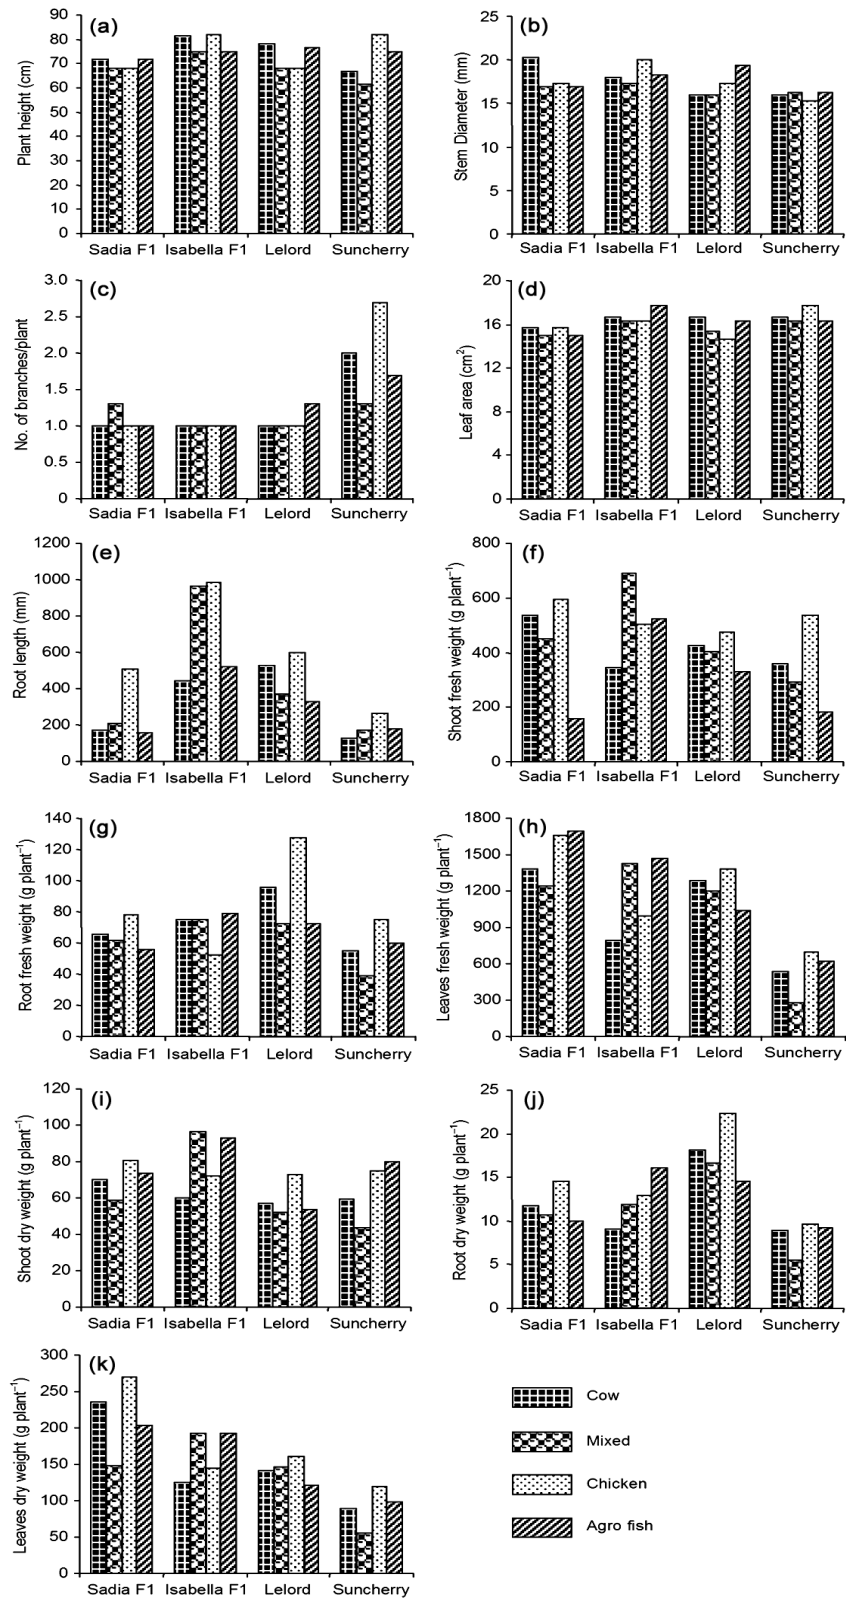 (a)
Plant height (cm)
90
80
70
60
50
40
30
20
10
0
Sadia F1 Isabella F1 Lelord Suncherry
(b)
Stem Diameter (mm)
25
20
15
10
5
0
Sadia F1 Isabella F1 Lelord Suncherry
(c)
No. of branches/plant
3.0
2.5
2.0
1.5
1.0
0.5
0
Sadia F1 Isabella F1 Lelord Suncherry
(d)
Leaf area (cm²)
20
16
12
8
4
0
Sadia F1 Isabella F1 Lelord Suncherry
(e)
Root length (mm)
1200
1000
800
600
400
200
0
Sadia F1 Isabella F1 Lelord Suncherry
(f)
Shoot fresh weight (g plant⁻¹)
800
600
400
200
0
Sadia F1 Isabella F1 Lelord Suncherry
(g)
Root fresh weight (g plant⁻¹)
140
120
100
80
60
40
20
0
Sadia F1 Isabella F1 Lelord Suncherry
(h)
Leaves fresh weight (g plant⁻¹)
1800
1500
1200
900
600
300
0
Sadia F1 Isabella F1 Lelord Suncherry
(i)
Shoot dry weight (g plant⁻¹)
120
100
80
60
40
20
0
Sadia F1 Isabella F1 Lelord Suncherry
(j)
Root dry weight (g plant⁻¹)
25
20
15
10
5
0
Sadia F1 Isabella F1 Lelord Suncherry
(k)
Leaves dry weight (g plant⁻¹)
300
250
200
150
100
50
0
Sadia F1 Isabella F1 Lelord Suncherry
Cow
Mixed
Chicken
Agro fish